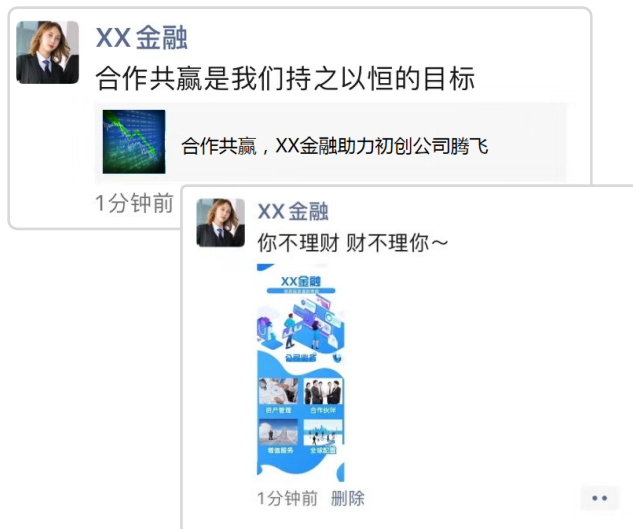 XX金融
合作共赢是我们持之以恒的目标
合作共赢，XX金融助力初创公司腾飞
1分钟前
XX金融
你不理财 财不理你～
XX金融
资产管理
合作伙伴
增值服务
全球配置
1分钟前 删除